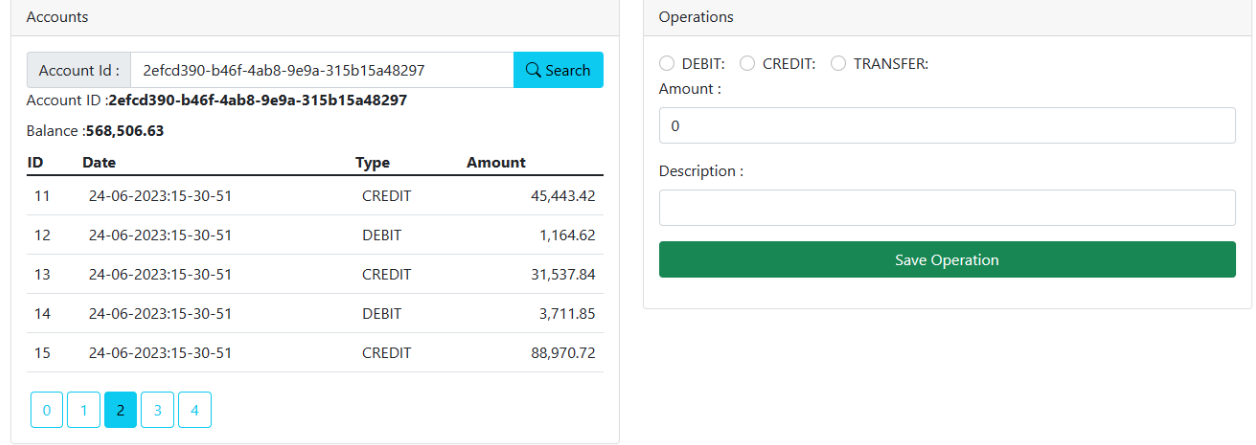 Accounts
Account Id : 2efcd390-b46f-4ab8-9e9a-315b15a48297 Search
Account ID :2efcd390-b46f-4ab8-9e9a-315b15a48297
Balance :568,506.63
ID Date Type Amount
11 24-06-2023:15-30-51 CREDIT 45,443.42
12 24-06-2023:15-30-51 DEBIT 1,164.62
13 24-06-2023:15-30-51 CREDIT 31,537.84
14 24-06-2023:15-30-51 DEBIT 3,711.85
15 24-06-2023:15-30-51 CREDIT 88,970.72
0 1 2 3 4
Operations
DEBIT: CREDIT: TRANSFER:
Amount :
0
Description :
Save Operation